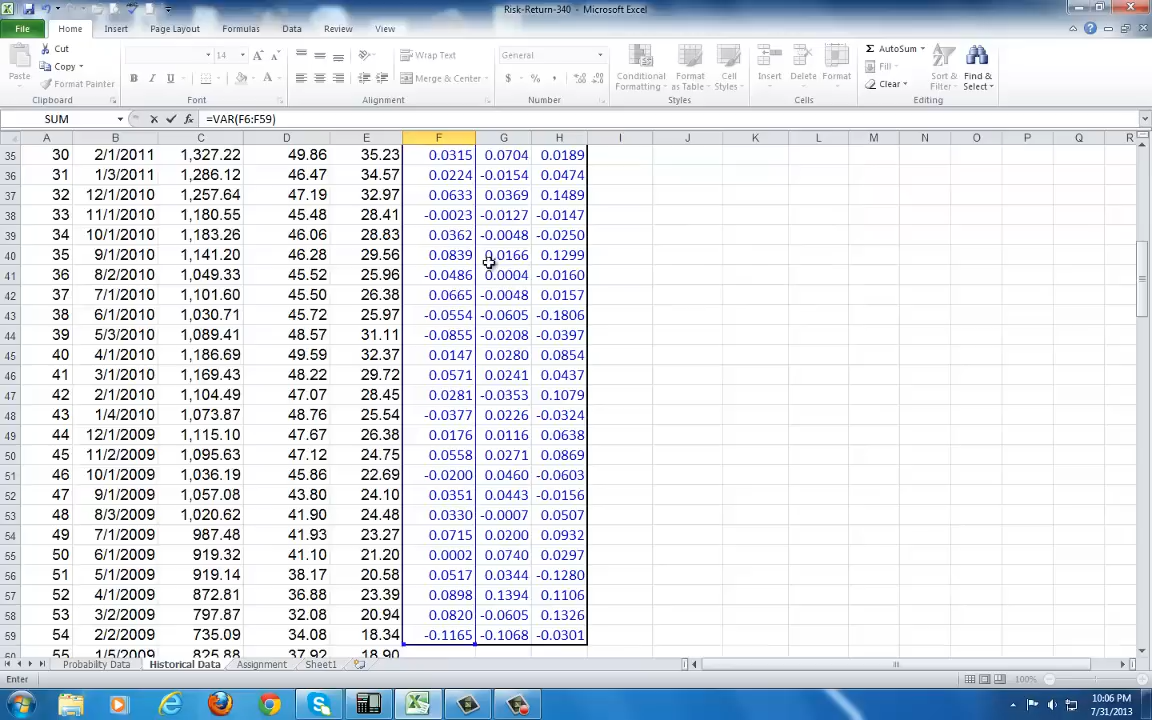 Risk-Return-340 - Microsoft Excel
File Home Insert Page Layout Formulas Data Review View
Cut
Copy
Format Painter
Paste
Clipboard
14
Font
Wrap Text
Merge & Center
Alignment
General
Number
Conditional Formatting
Format as Table
Cell Styles
Styles
Insert Delete Format
Cells
AutoSum
Fill
Clear
Sort & Filter
Find & Select
Editing
SUM =VAR(F6:F59)
A B C D E F G H I J K L M N O P R
35 30 2/1/2011 1,327.22 49.86 35.23 0.0315 0.0704 0.0189
36 31 1/3/2011 1,286.12 46.47 34.57 0.0224 -0.0154 0.0474
37 32 12/1/2010 1,257.64 47.19 32.97 0.0633 0.0369 0.1489
38 33 11/1/2010 1,180.55 45.48 28.41 -0.0023 -0.0127 -0.0147
39 34 10/1/2010 1,183.26 46.06 28.83 0.0362 -0.0048 -0.0250
40 35 9/1/2010 1,141.20 46.28 29.56 0.0839 0.0166 0.1299
41 36 8/2/2010 1,049.33 45.52 25.96 -0.0486 0.0004 -0.0160
42 37 7/1/2010 1,101.60 45.50 26.38 0.0665 -0.0048 0.0157
43 38 6/1/2010 1,030.71 45.72 25.97 -0.0554 -0.0605 -0.1806
44 39 5/3/2010 1,089.41 48.57 31.11 -0.0855 -0.0208 -0.0397
45 40 4/1/2010 1,186.69 49.59 32.37 0.0147 0.0280 0.0854
46 41 3/1/2010 1,169.43 48.22 29.72 0.0571 0.0241 0.0437
47 42 2/1/2010 1,104.49 47.07 28.45 0.0281 -0.0353 0.1079
48 43 1/4/2010 1,073.87 48.76 25.54 -0.0377 0.0226 -0.0324
49 44 12/1/2009 1,115.10 47.67 26.38 0.0176 0.0116 0.0638
50 45 11/2/2009 1,095.63 47.12 24.75 0.0558 0.0271 0.0869
51 46 10/1/2009 1,036.19 45.86 22.69 -0.0200 0.0460 -0.0603
52 47 9/1/2009 1,057.08 43.80 24.10 0.0351 0.0443 -0.0156
53 48 8/3/2009 1,020.62 41.90 24.48 0.0330 -0.0007 0.0507
54 49 7/1/2009 987.48 41.93 23.27 0.0715 0.0200 0.0932
55 50 6/1/2009 919.32 41.10 21.20 0.0002 0.0740 0.0297
56 51 5/1/2009 919.14 38.17 20.58 0.0517 0.0344 -0.1280
57 52 4/1/2009 872.81 36.88 23.39 0.0898 0.1394 0.1106
58 53 3/2/2009 797.87 32.08 20.94 0.0820 -0.0605 0.1326
59 54 2/2/2009 735.09 34.08 18.34 -0.1165 -0.1068 -0.0301
60 55 1/5/2009 825.88 37.92 18.90
Probability Data Historical Data Assignment Sheet1
Enter 100%
10:06 PM
7/31/2013